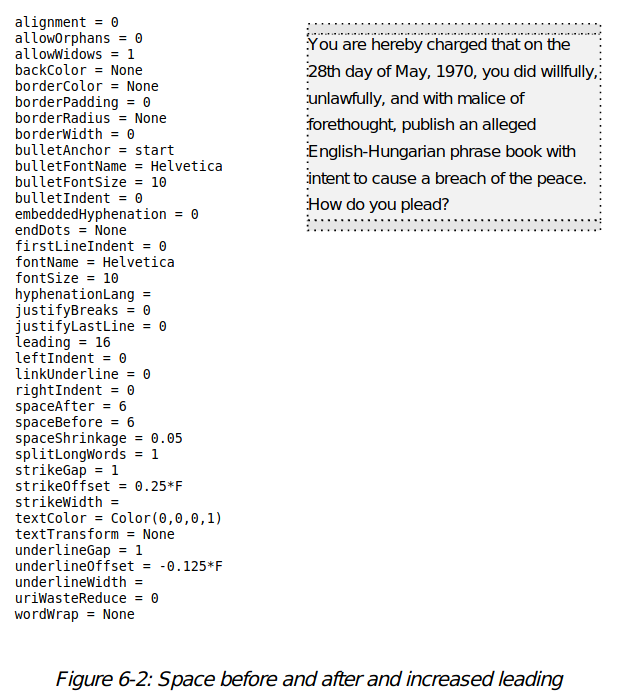 alignment = 0
allowOrphans = 0
allowWidows = 1
backColor = None
borderColor = None
borderPadding = 0
borderRadius = None
borderWidth = 0
bulletAnchor = start
bulletFontName = Helvetica
bulletFontSize = 10
bulletIndent = 0
embeddedHyphenation = 0
endDots = None
firstLineIndent = 0
fontName = Helvetica
fontSize = 10
hyphenationLang =
justifyBreaks = 0
justifyLastLine = 0
leading = 16
leftIndent = 0
linkUnderline = 0
rightIndent = 0
spaceAfter = 6
spaceBefore = 6
spaceShrinkage = 0.05
splitLongWords = 1
strikeGap = 1
strikeOffset = 0.25*F
strikeWidth =
textColor = Color(0,0,0,1)
textTransform = None
underlineGap = 1
underlineOffset = -0.125*F
underlineWidth =
uriWasteReduce = 0
wordWrap = None
You are hereby charged that on the
28th day of May, 1970, you did willfully,
unlawfully, and with malice of
forethought, publish an alleged
English-Hungarian phrase book with
intent to cause a breach of the peace.
How do you plead?
Figure 6-2: Space before and after and increased leading